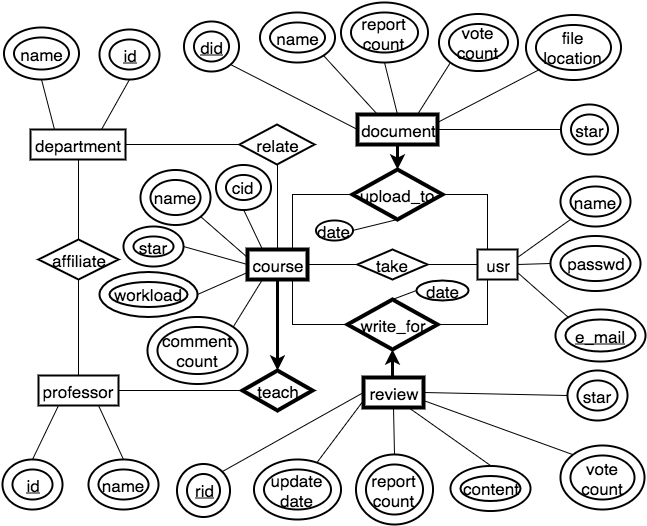 name
id
did
name
report
count
vote
count
file
location
department
relate
document
star
name
cid
upload_to
date
name
star
affiliate
course
take
usr
passwd
workload
date
comment
count
write_for
e_mail
professor
teach
review
star
id
name
rid
update
date
report
count
content
vote
count